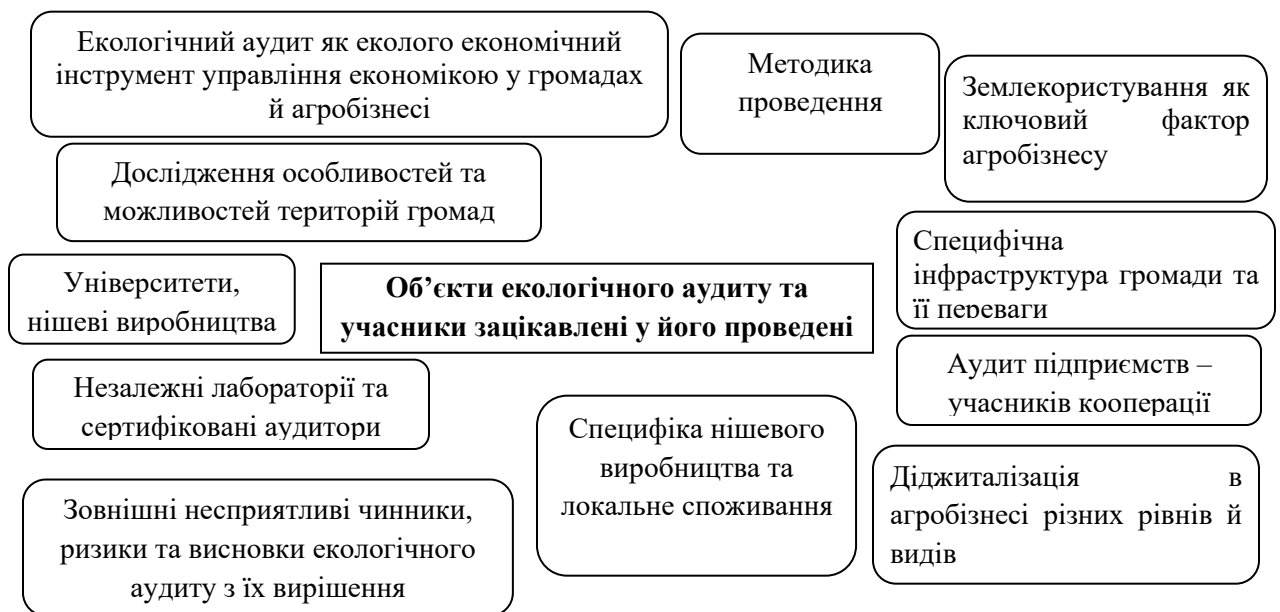 Екологічний аудит як еколого економічний
інструмент управління економікою у громадах
й агробізнесі
Методика
проведення
Землекористування як
ключовий фактор
агробізнесу
Дослідження особливостей та
можливостей територій громад
Специфічна
інфраструктура громади та
її переваги
Університети,
нішеві виробництва
Об’єкти екологічного аудиту та
учасники зацікавлені у його проведені
Аудит підприємств –
учасників кооперації
Незалежні лабораторії та
сертифіковані аудитори
Специфіка нішевого
виробництва та
локальне споживання
Діджиталізація в
агробізнесі різних рівнів й
видів
Зовнішні несприятливі чинники,
ризики та висновки екологічного
аудиту з їх вирішення